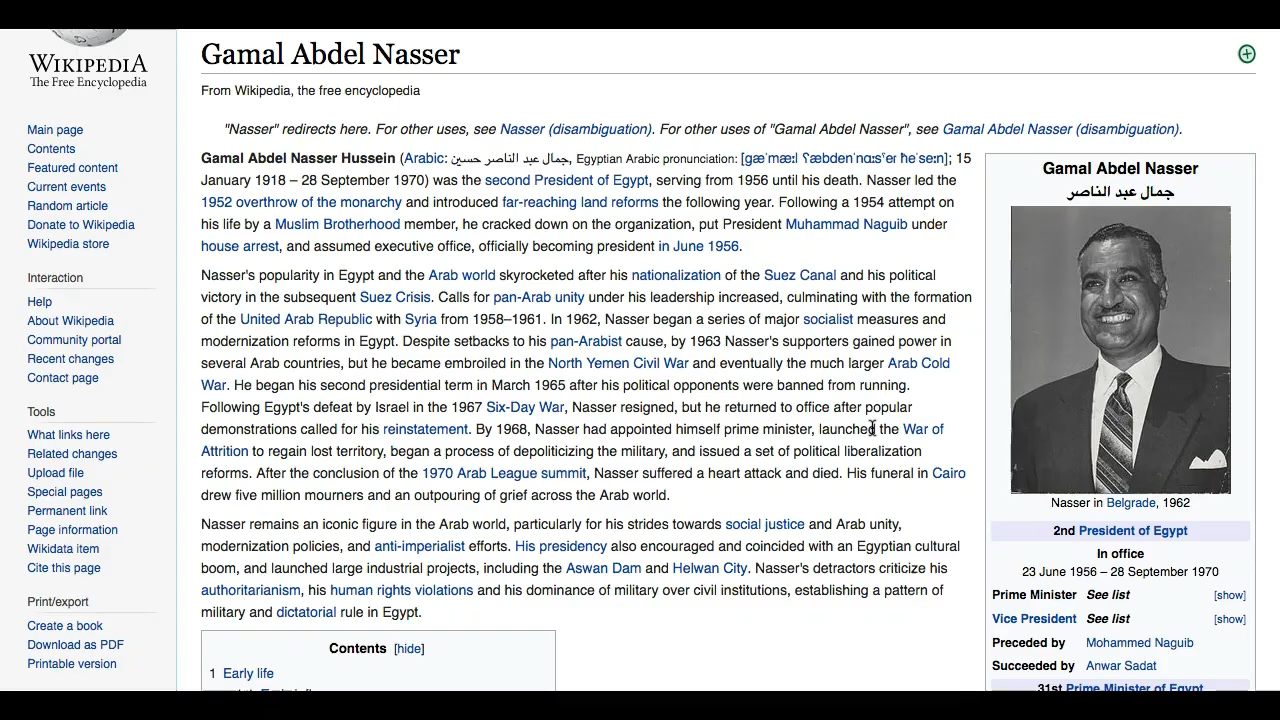 WIKIPEDIA
The Free Encyclopedia
Main page
Contents
Featured content
Current events
Random article
Donate to Wikipedia
Wikipedia store
Interaction
Help
About Wikipedia
Community portal
Recent changes
Contact page
Tools
What links here
Related changes
Upload file
Special pages
Permanent link
Page information
Wikidata item
Cite this page
Print/export
Create a book
Download as PDF
Printable version
Gamal Abdel Nasser
From Wikipedia, the free encyclopedia
"Nasser" redirects here. For other uses, see Nasser (disambiguation). For other uses of "Gamal Abdel Nasser", see Gamal Abdel Nasser (disambiguation).
Gamal Abdel Nasser Hussein (Arabic: جمال عبد الناصر حسين, Egyptian Arabic pronunciation: [ɡæˈmæːl ʕæbdenˈnɑːsˤeɾ ħeˈseːn]; 15
January 1918 – 28 September 1970) was the second President of Egypt, serving from 1956 until his death. Nasser led the
1952 overthrow of the monarchy and introduced far-reaching land reforms the following year. Following a 1954 attempt on
his life by a Muslim Brotherhood member, he cracked down on the organization, put President Muhammad Naguib under
house arrest, and assumed executive office, officially becoming president in June 1956.
Nasser's popularity in Egypt and the Arab world skyrocketed after his nationalization of the Suez Canal and his political
victory in the subsequent Suez Crisis. Calls for pan-Arab unity under his leadership increased, culminating with the formation
of the United Arab Republic with Syria from 1958–1961. In 1962, Nasser began a series of major socialist measures and
modernization reforms in Egypt. Despite setbacks to his pan-Arabist cause, by 1963 Nasser's supporters gained power in
several Arab countries, but he became embroiled in the North Yemen Civil War and eventually the much larger Arab Cold
War. He began his second presidential term in March 1965 after his political opponents were banned from running.
Following Egypt's defeat by Israel in the 1967 Six-Day War, Nasser resigned, but he returned to office after popular
demonstrations called for his reinstatement. By 1968, Nasser had appointed himself prime minister, launched the War of
Attrition to regain lost territory, began a process of depoliticizing the military, and issued a set of political liberalization
reforms. After the conclusion of the 1970 Arab League summit, Nasser suffered a heart attack and died. His funeral in Cairo
drew five million mourners and an outpouring of grief across the Arab world.
Nasser remains an iconic figure in the Arab world, particularly for his strides towards social justice and Arab unity,
modernization policies, and anti-imperialist efforts. His presidency also encouraged and coincided with an Egyptian cultural
boom, and launched large industrial projects, including the Aswan Dam and Helwan City. Nasser's detractors criticize his
authoritarianism, his human rights violations and his dominance of military over civil institutions, establishing a pattern of
military and dictatorial rule in Egypt.
Contents [hide]
1 Early life
Gamal Abdel Nasser
جمال عبد الناصر
Nasser in Belgrade, 1962
2nd President of Egypt
In office
23 June 1956 – 28 September 1970
Prime Minister See list [show]
Vice President See list [show]
Preceded by Mohammed Naguib
Succeeded by Anwar Sadat
31st Prime Minister of Egypt